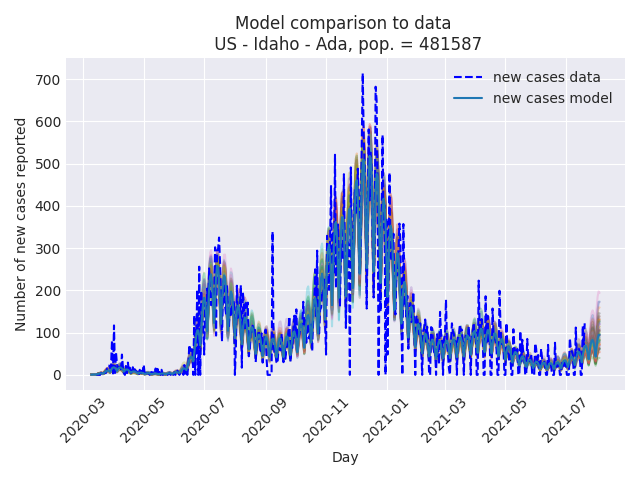 Model comparison to data
US - Idaho - Ada, pop. = 481587
new cases data
new cases model
Number of new cases reported
700
600
500
400
300
200
100
0
2020-03
2020-05
2020-07
2020-09
2020-11
2021-01
2021-03
2021-05
2021-07
Day